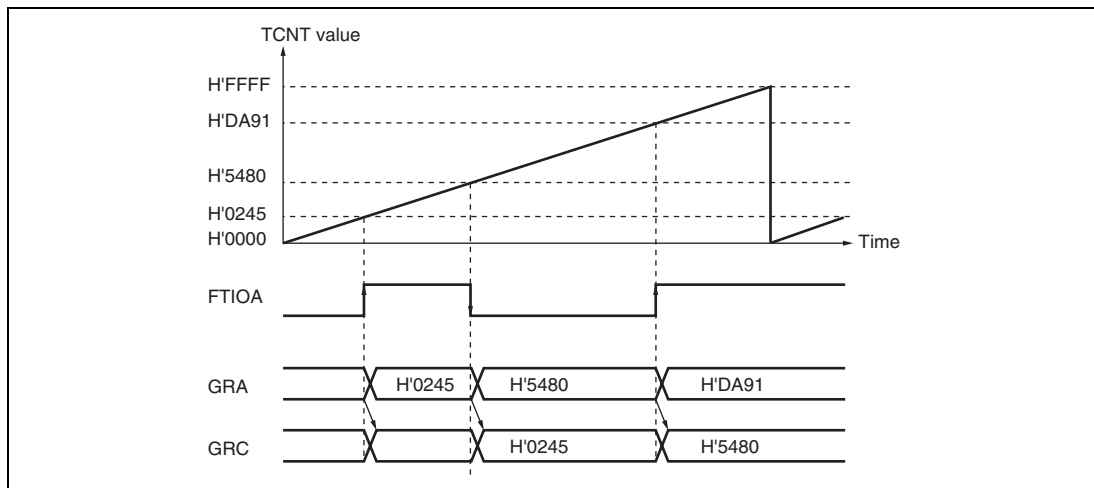 TCNT value
H'FFFF
H'DA91
H'5480
H'0245
H'0000
Time
FTIOA
GRA H'0245 H'5480 H'DA91
GRC H'0245 H'5480